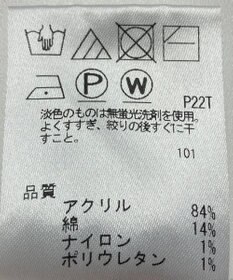 P W P22T
淡色のものは無蛍光洗剤を使用。
よくすすぎ、絞りの後すぐに干
すこと。
101
品質
アクリル 84%
綿 14%
ナイロン 1%
ポリウレタン 1%